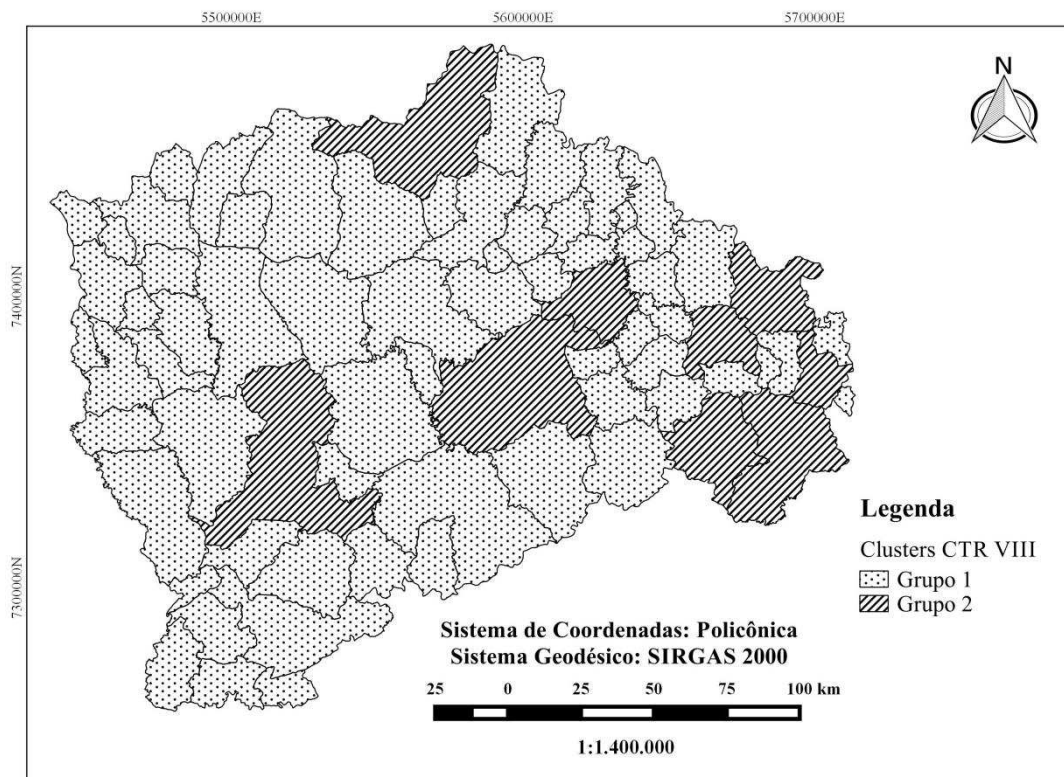 5500000E 5600000E 5700000E
N
7400000N
7300000N
Legenda
Clusters CTR VIII
Grupo 1
Grupo 2
Sistema de Coordenadas: Policônica
Sistema Geodésico: SIRGAS 2000
25 0 25 50 75 100 km
1:1.400.000